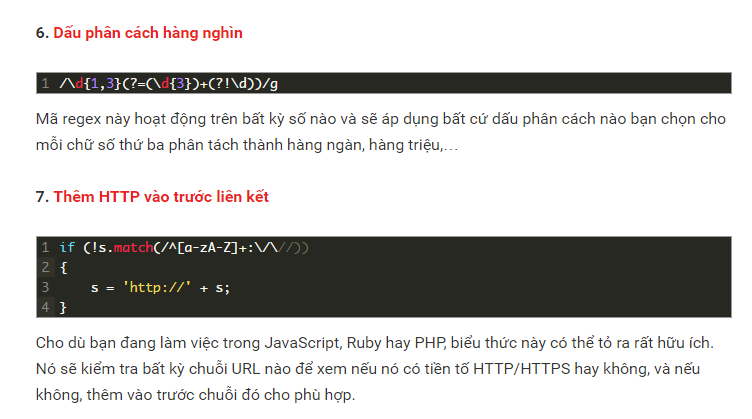 6. Dấu phân cách hàng nghìn
1 /\d{1,3}(?=(\d{3})+(?!\d))/g
Mã regex này hoạt động trên bất kỳ số nào và sẽ áp dụng bất cứ dấu phân cách nào bạn chọn cho
mỗi chữ số thứ ba phân tách thành hàng ngàn, hàng triệu,…
7. Thêm HTTP vào trước liên kết
1 if (!s.match(/^[a-zA-Z]+:\/\//))
2 {
3     s = 'http://' + s;
4 }
Cho dù bạn đang làm việc trong JavaScript, Ruby hay PHP, biểu thức này có thể tỏ ra rất hữu ích.
Nó sẽ kiểm tra bất kỳ chuỗi URL nào để xem nếu nó có tiền tố HTTP/HTTPS hay không, và nếu
không, thêm vào trước chuỗi đó cho phù hợp.